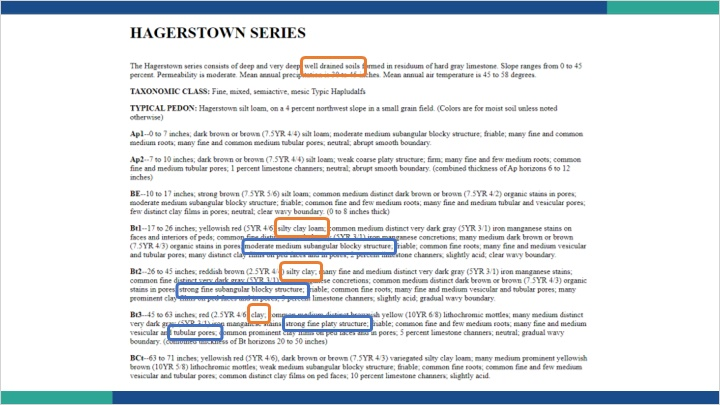 HAGERSTOWN SERIES
The Hagerstown series consists of deep and very deep, well drained soils formed in residuum of hard gray limestone. Slope ranges from 0 to 45
percent. Permeability is moderate. Mean annual precipitation is 30 to 45 inches. Mean annual air temperature is 45 to 58 degrees.
TAXONOMIC CLASS: Fine, mixed, semiactive, mesic Typic Hapludalfs
TYPICAL PEDON: Hagerstown silt loam, on a 4 percent northwest slope in a small grain field. (Colors are for moist soil unless noted
otherwise)
Ap1--0 to 7 inches; dark brown or brown (7.5YR 4/4) silt loam; moderate medium subangular blocky structure; friable; many fine and common
medium roots; many fine and common medium tubular pores; neutral; abrupt smooth boundary.
Ap2--7 to 10 inches; dark brown or brown (7.5YR 4/4) silt loam; weak coarse platy structure; firm; many fine and few medium roots; common
fine and medium tubular pores; 1 percent limestone channers; neutral; abrupt smooth boundary. (combined thickness of Ap horizons 6 to 12
inches)
BE--10 to 17 inches; strong brown (7.5YR 5/6) silt loam; common medium distinct dark brown or brown (7.5YR 4/2) organic stains in pores;
moderate medium subangular blocky structure; friable; common fine and few medium roots; many fine and medium tubular and vesicular pores;
few distinct clay films in pores; neutral; clear wavy boundary. (0 to 8 inches thick)
Bt1--17 to 26 inches; yellowish red (5YR 4/6) silty clay loam; common medium distinct very dark gray (5YR 3/1) iron manganese stains on
faces and interiors of peds; common fine distinct very dark gray (5YR 3/1) iron manganese concretions; many medium dark brown or brown
(7.5YR 4/3) organic stains in pores; moderate medium subangular blocky structure; friable; common fine roots; many fine and medium vesicular
and tubular pores; many distinct clay films on ped faces and in pores; 2 percent limestone channers; slightly acid; clear wavy boundary.
Bt2--26 to 45 inches; reddish brown (2.5YR 4/4) silty clay; many fine and medium distinct very dark gray (5YR 3/1) iron manganese stains;
common fine distinct very dark gray (5YR 3/1) concretions; common medium distinct dark brown or brown (7.5YR 4/3) organic
stains in pores; strong fine subangular blocky structure; friable; common fine roots; many fine and medium vesicular and tubular pores; many
prominent clay films on ped faces and in pores; 5 percent limestone channers; slightly acid; gradual wavy boundary.
Bt3--45 to 63 inches; red (2.5YR 4/6) clay; common medium distinct brownish yellow (10YR 6/8) lithochromic mottles; many medium distinct
very dark gray (5YR 3/1) iron manganese stains; strong fine platy structure; friable; common fine and few medium roots; many fine and medium
vesicular and tubular pores; common prominent clay films on ped faces and in pores; 5 percent limestone channers; neutral; gradual wavy
boundary. (combined thickness of Bt horizons 20 to 50 inches)
BCt--63 to 71 inches; yellowish red (5YR 4/6), dark brown or brown (7.5YR 4/3) variegated silty clay loam; many medium prominent yellowish
brown (10YR 5/8) lithochromic mottles; weak medium subangular blocky structure; friable; common fine roots; common fine and few medium
vesicular and tubular pores; common distinct clay films on ped faces; 10 percent limestone channers; slightly acid.